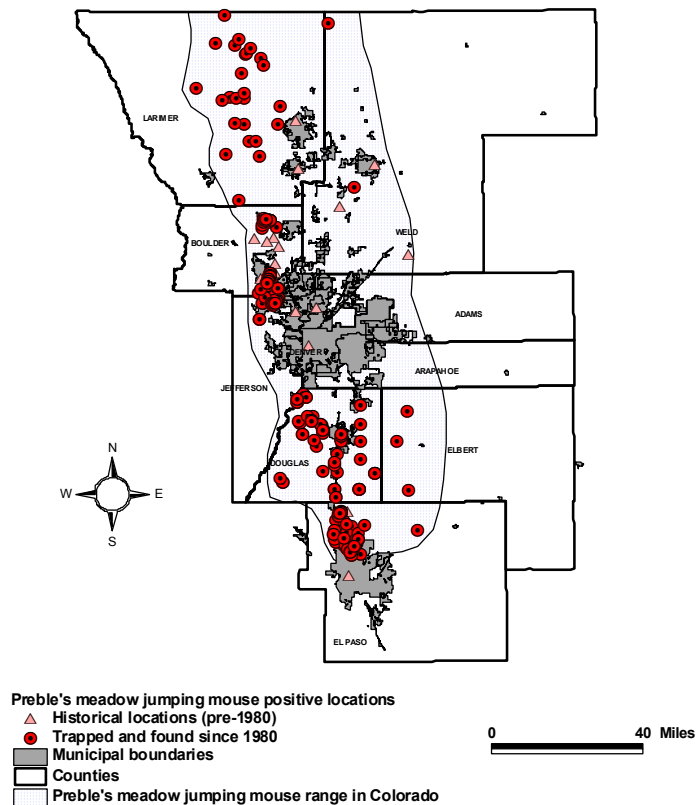 LARIMER
BOULDER
WELD
ADAMS
DENVER
ARAPAHOE
JEFFERSON
ELBERT
DOUGLAS
N
W E
S
EL PASO
Preble's meadow jumping mouse positive locations
Historical locations (pre-1980)
Trapped and found since 1980
0 40 Miles
Municipal boundaries
Counties
Preble's meadow jumping mouse range in Colorado